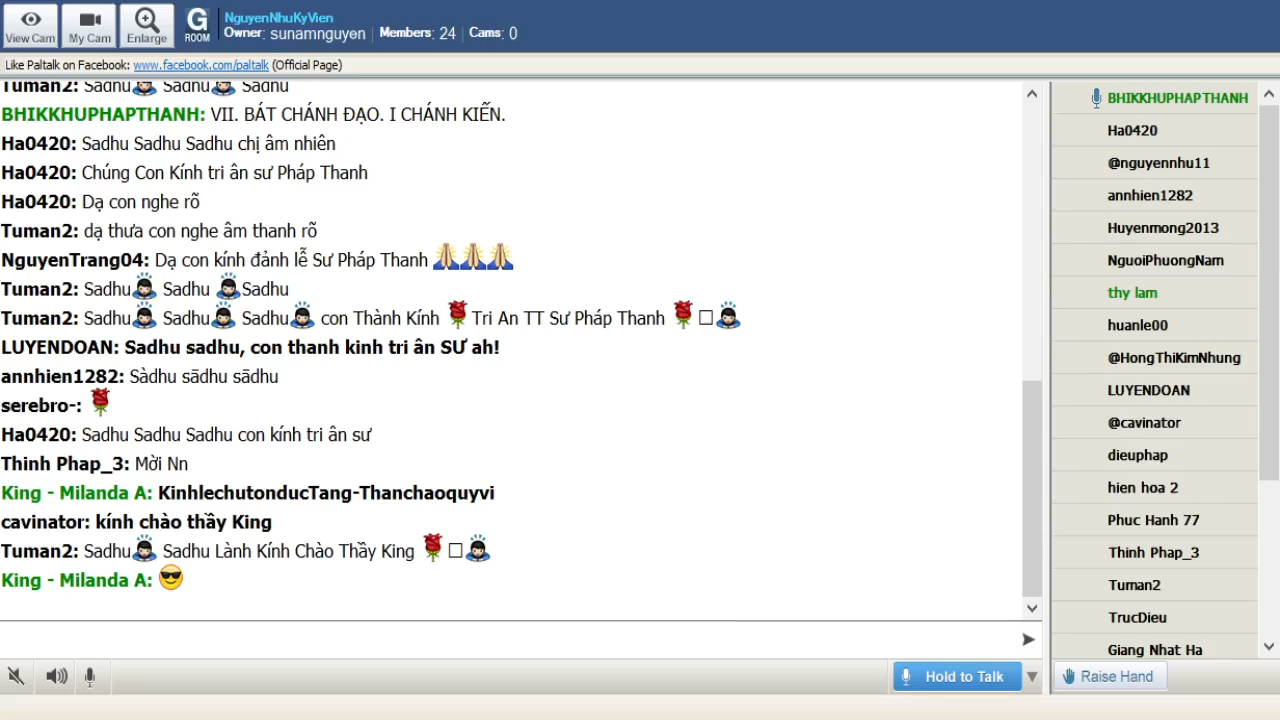 View Cam
My Cam
Enlarge
G
ROOM
NguyenNhuKyVien
Owner: sunamnguyen | Members: 24 | Cams: 0
Like Paltalk on Facebook: www.facebook.com/paltalk (Official Page)
Tuman2: Sadhu Sadhu Sadhu
BHIKKHUPHAPTHANH: VII. BÁT CHÁNH ĐẠO. I CHÁNH KIẾN.
Ha0420: Sadhu Sadhu Sadhu chị âm nhiên
Ha0420: Chúng Con Kính tri ân sư Pháp Thanh
Ha0420: Dạ con nghe rõ
Tuman2: dạ thưa con nghe âm thanh rõ
NguyenTrang04: Dạ con kính đảnh lễ Sư Pháp Thanh 🙏🙏🙏
Tuman2: Sadhu🙇 Sadhu 🙇Sadhu
Tuman2: Sadhu🙇 Sadhu🙇 Sadhu🙇 con Thành Kính 🌹Tri An TT Sư Pháp Thanh 🌹□🙇
LUYENDOAN: Sadhu sadhu, con thanh kinh tri ân SƯ ah!
annhien1282: Sàdhu sādhu sādhu
serebro-: 🌹
Ha0420: Sadhu Sadhu Sadhu con kính tri ân sư
Thinh Phap_3: Mời Nn
King - Milanda A: KinhlechutonducTang-Thanchaoquyvi
cavinator: kính chào thầy King
Tuman2: Sadhu🙇 Sadhu Lành Kính Chào Thầy King 🌹□🙇
King - Milanda A: 😎
Hold to Talk
BHIKKHUPHAPTHANH
Ha0420
@nguyennhu11
annhien1282
Huyenmong2013
NguoiPhuongNam
thy lam
huanle00
@HongThiKimNhung
LUYENDOAN
@cavinator
dieuphap
hien hoa 2
Phuc Hanh 77
Thinh Phap_3
Tuman2
TrucDieu
Giang Nhat Ha
Raise Hand